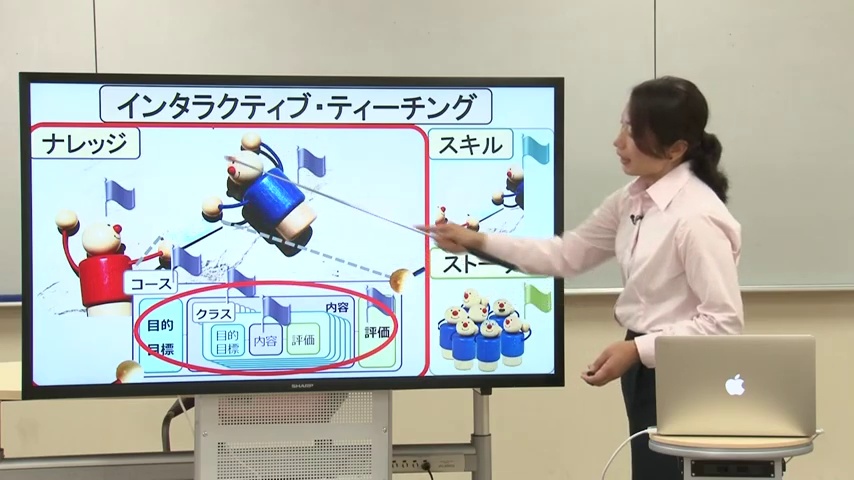 インタラクティブ・ティーチング
ナレッジ
スキル
コース
クラス
内容
目的
目標
目的
目標
内容
評価
評価
SHARP